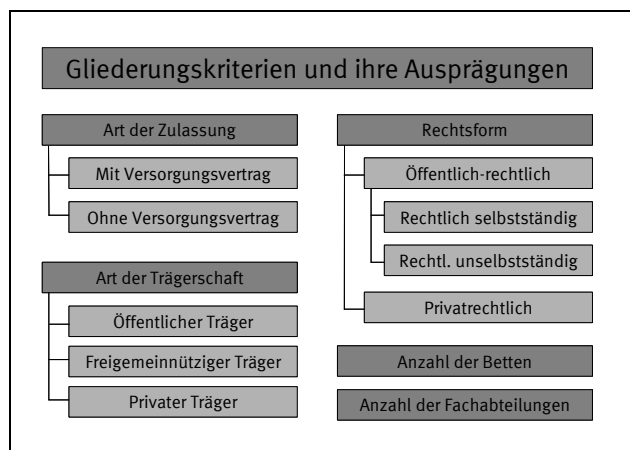 Gliederungskriterien und ihre Ausprägungen
Art der Zulassung
Mit Versorgungsvertrag
Ohne Versorgungsvertrag
Art der Trägerschaft
Öffentlicher Träger
Freigemeinnütziger Träger
Privater Träger
Rechtsform
Öffentlich-rechtlich
Rechtlich selbstständig
Rechtl. unselbstständig
Privatrechtlich
Anzahl der Betten
Anzahl der Fachabteilungen